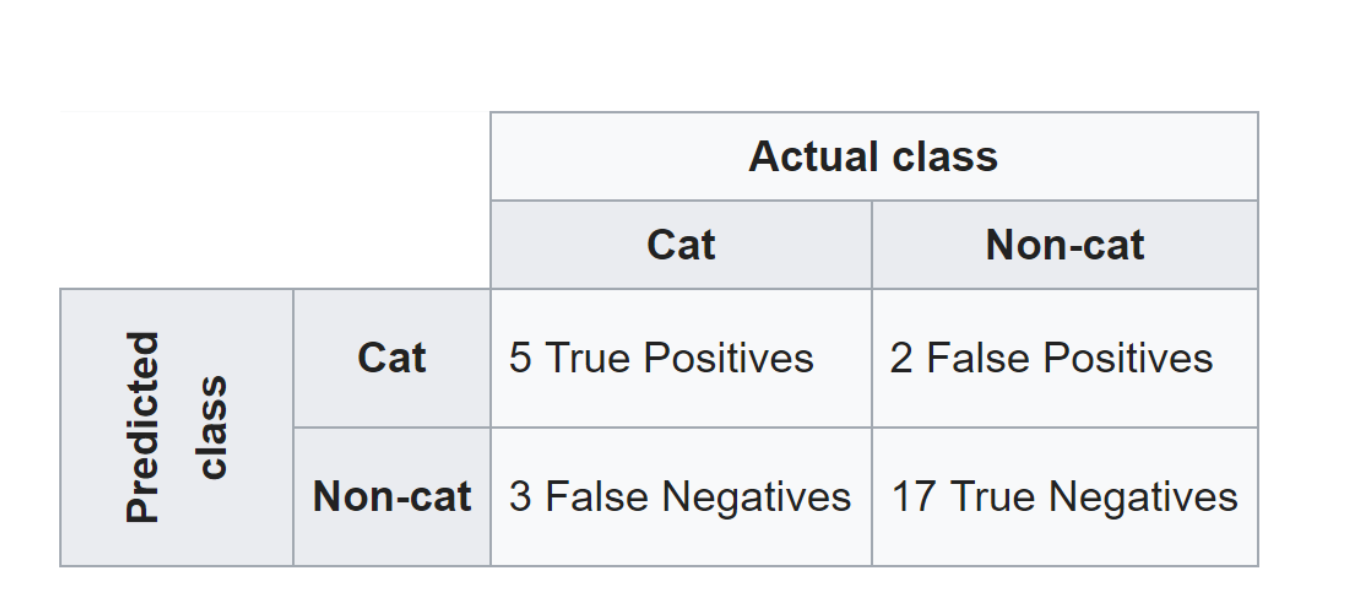 Actual class
Cat
Non-cat
Predicted
class
Cat
5 True Positives
2 False Positives
Non-cat
3 False Negatives
17 True Negatives